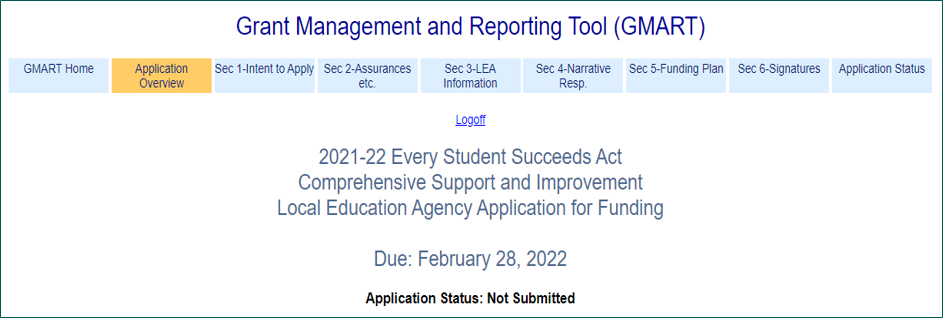 Grant Management and Reporting Tool (GMART)
GMART Home
Application
Overview
Sec 1-Intent to Apply
Sec 2-Assurances
etc.
Sec 3-LEA
Information
Sec 4-Narrative
Resp.
Sec 5-Funding Plan
Sec 6-Signatures
Application Status
Logoff
2021-22 Every Student Succeeds Act
Comprehensive Support and Improvement
Local Education Agency Application for Funding
Due: February 28, 2022
Application Status: Not Submitted